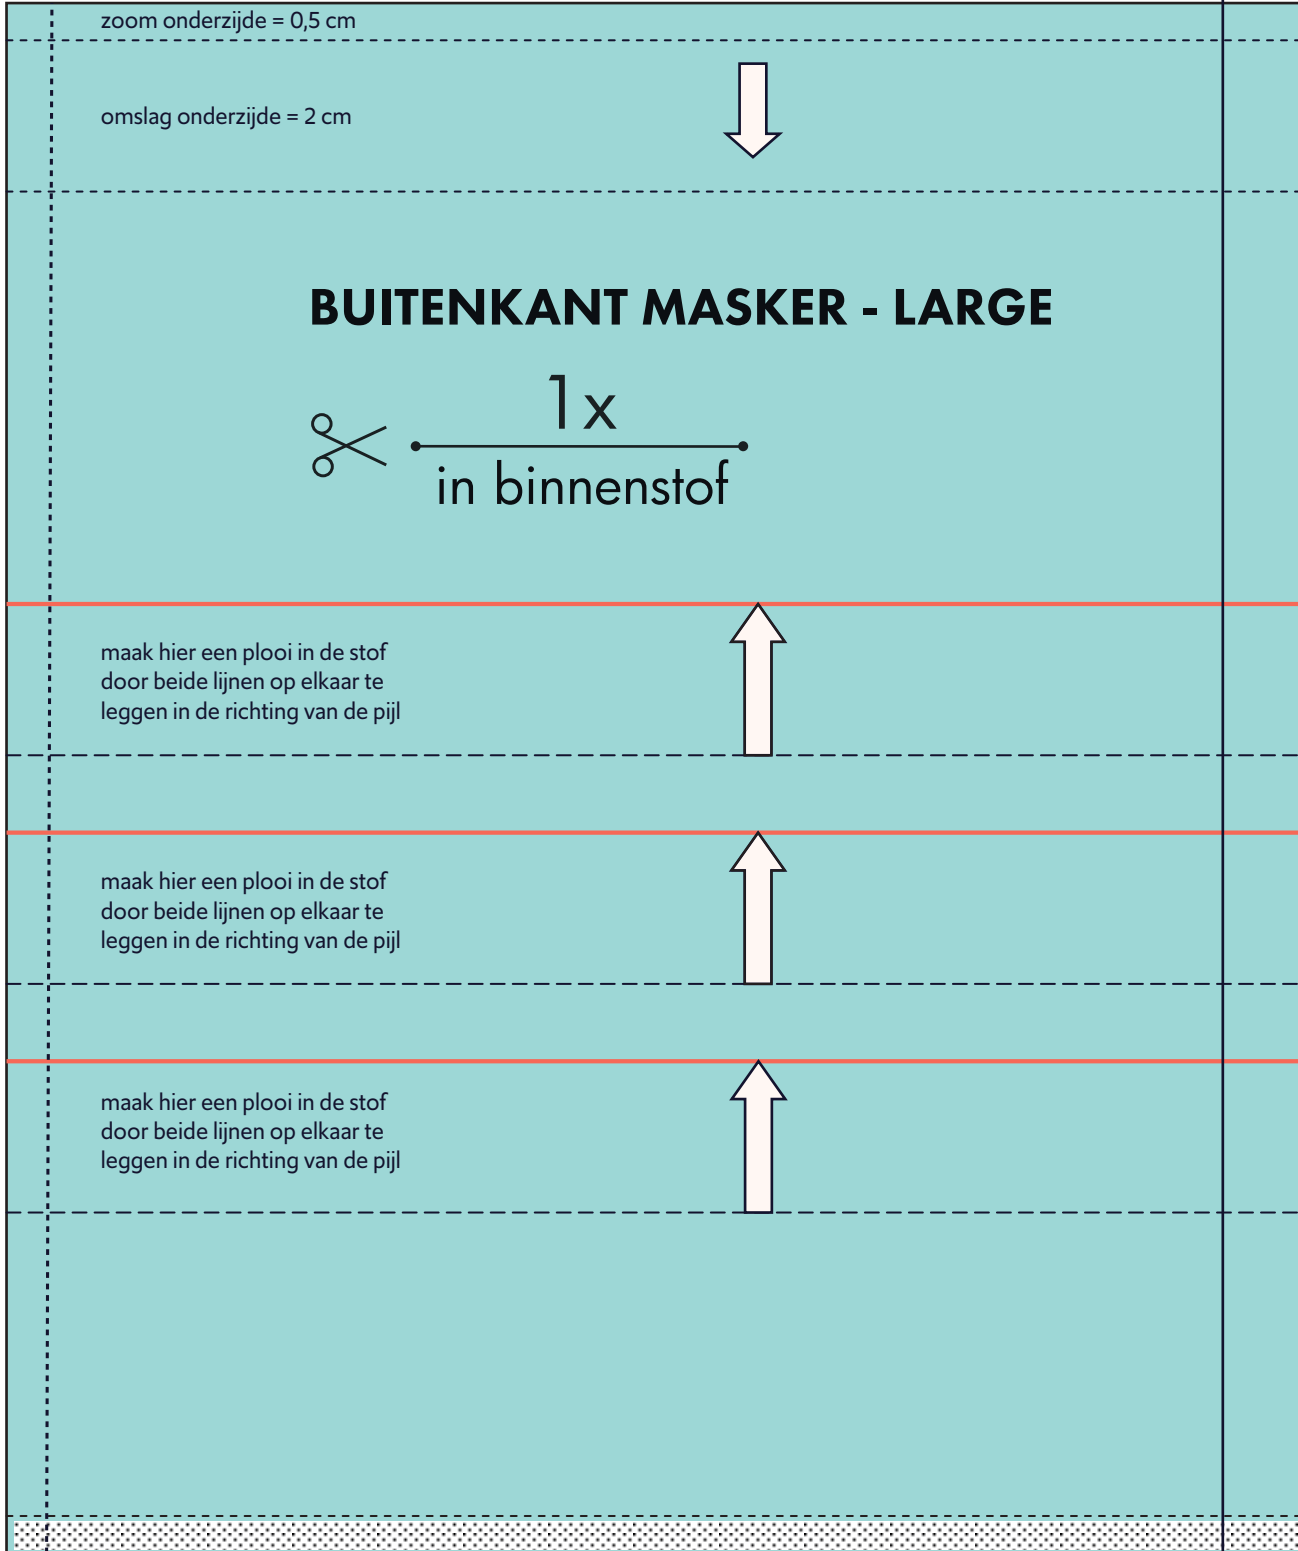 zoom onderzijde = 0,5 cm
omslag onderzijde = 2 cm
BUITENKANT MASKER - LARGE
1x
in binnenstof
maak hier een plooi in de stof
door beide lijnen op elkaar te
leggen in de richting van de pijl
maak hier een plooi in de stof
door beide lijnen op elkaar te
leggen in de richting van de pijl
maak hier een plooi in de stof
door beide lijnen op elkaar te
leggen in de richting van de pijl